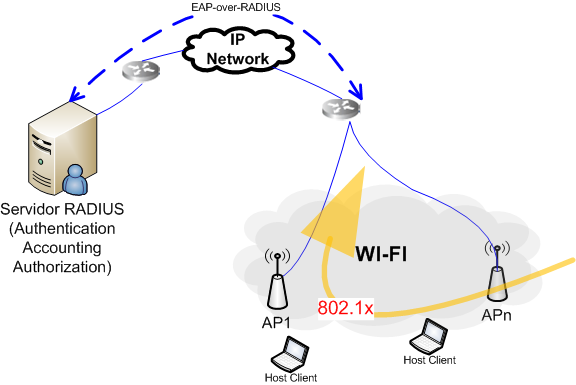 EAP-over-RADIUS
IP
Network
Servidor RADIUS
(Authentication
Accounting
Authorization)
WI-FI
802.1x
AP1
APn
Host Client
Host Client